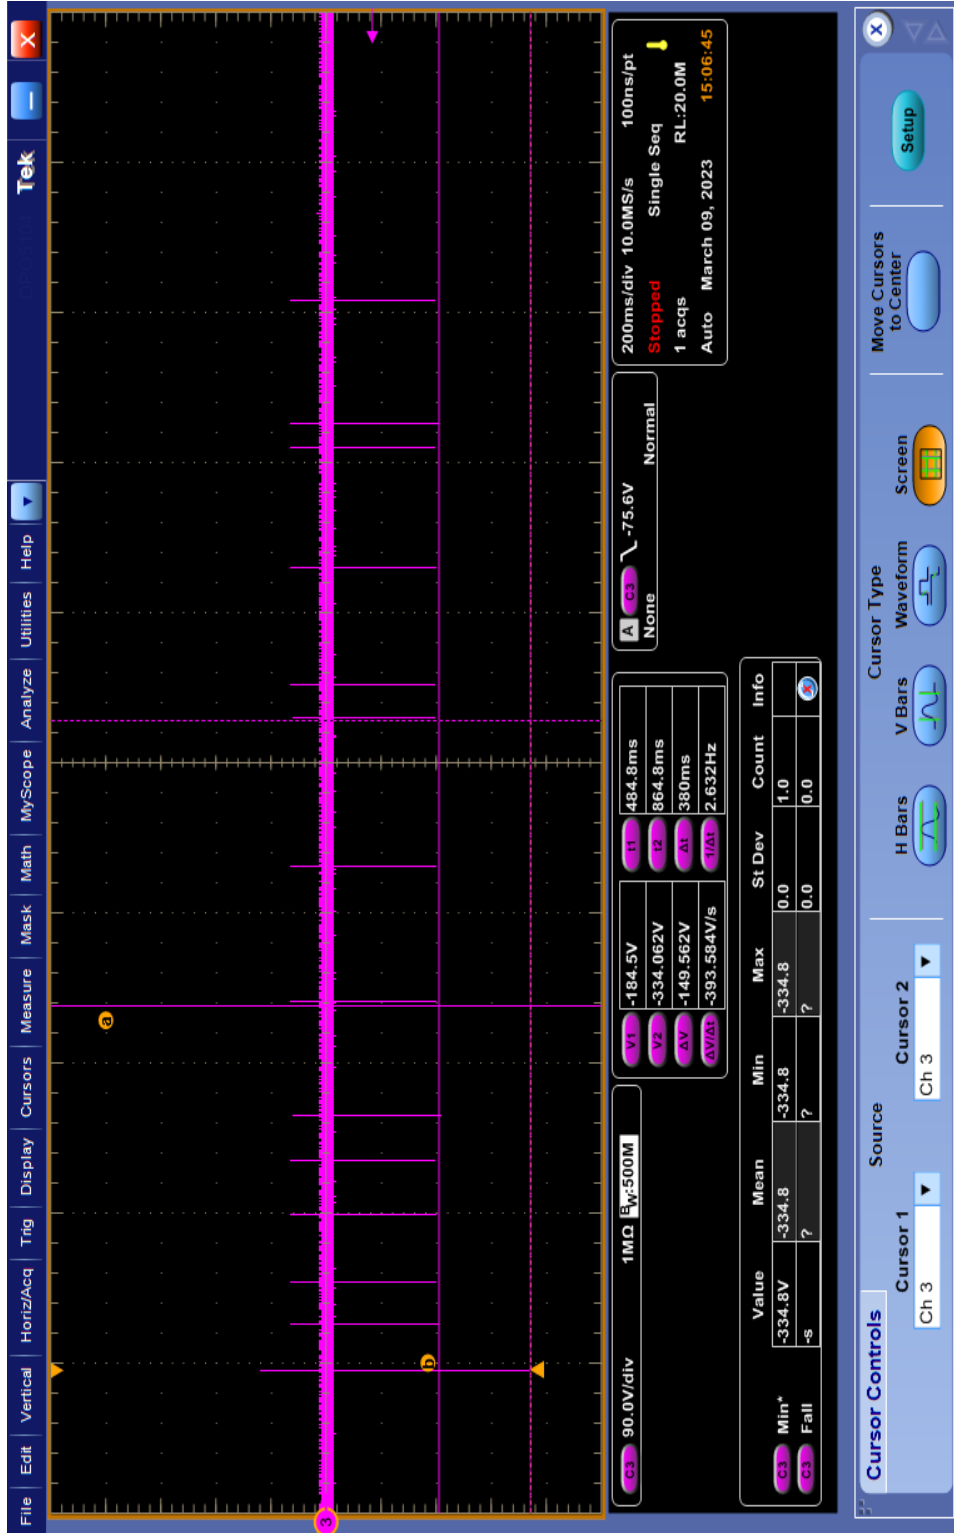 File Edit Vertical Horiz/Acq Trig Display Cursors Measure Mask Math MyScope Analyze Utilities Help Tek
a
b
3
C3 90.0V/div 1MΩ BW:500M
V1 -184.5V t1 484.8ms
V2 -334.062V t2 864.8ms
ΔV -149.562V Δt 380ms
ΔV/Δt -393.584V/s 1/Δt 2.632Hz
A C3 -75.6V
None Normal
200ms/div 10.0MS/s 100ns/pt
Stopped Single Seq
1 acqs RL:20.0M
Auto March 09, 2023 15:06:45
Value Mean Min Max St Dev Count Info
C3 Min* -334.8V -334.8 -334.8 -334.8 0.0 1.0
C3 Fall -s ? ? ? 0.0 0.0
Cursor Controls
Source
Cursor 1
Ch 3
Cursor 2
Ch 3
Cursor Type
H Bars V Bars Waveform Screen
Move Cursors
to Center
Setup
X